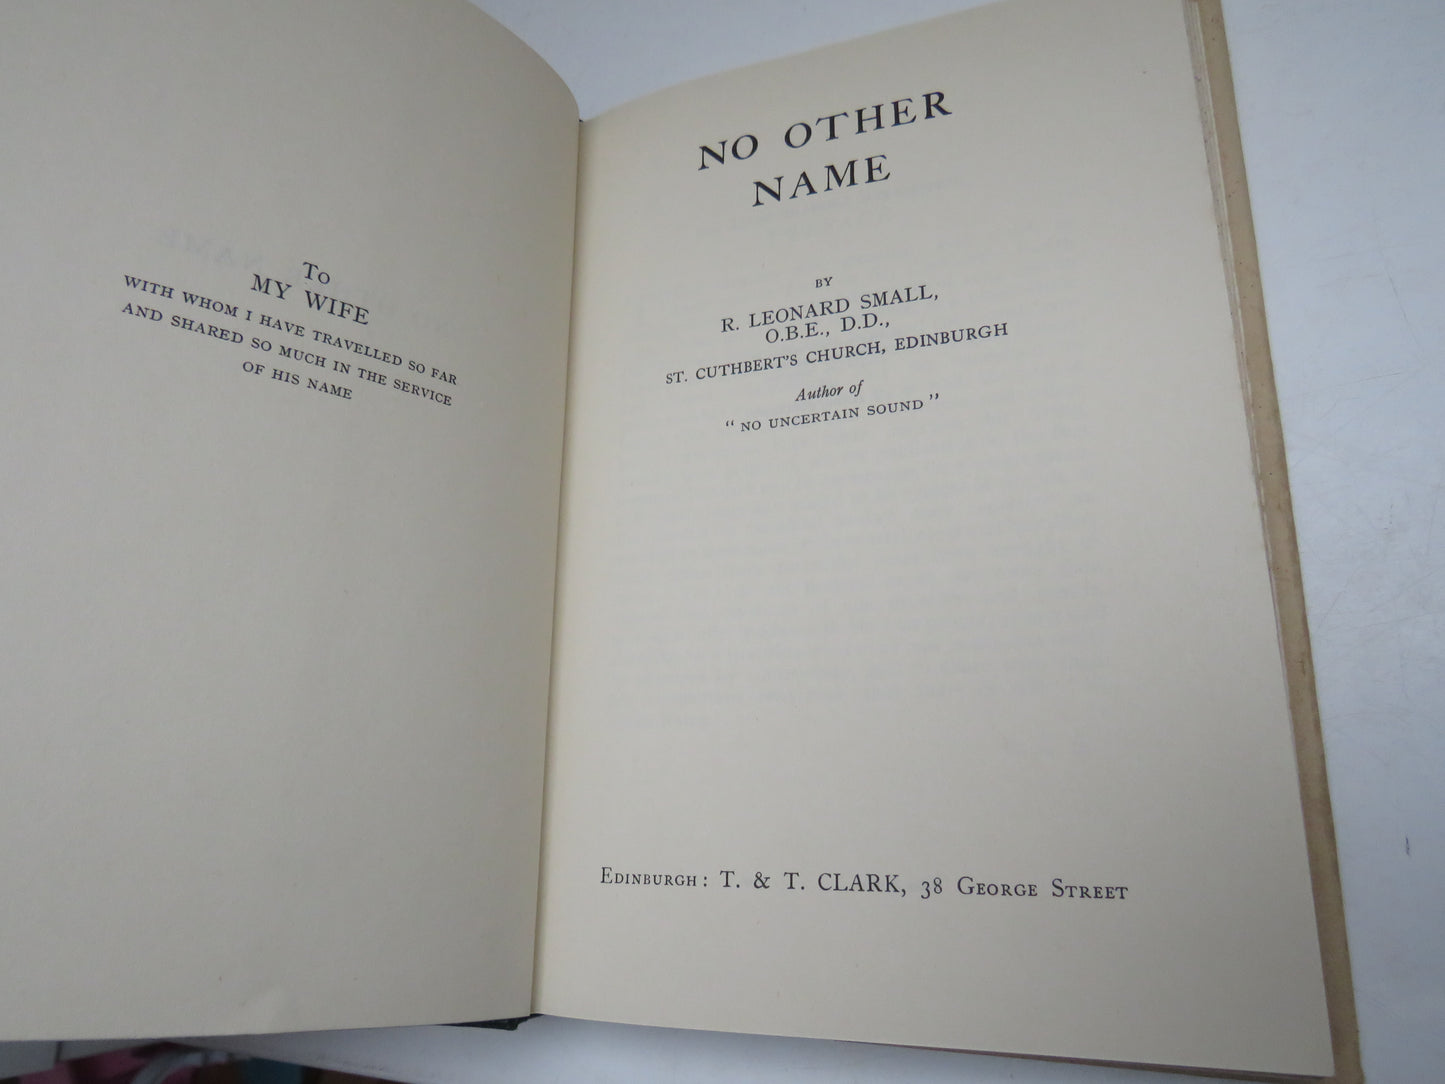 To
MY WIFE
WITH WHOM I HAVE TRAVELLED SO FAR
AND SHARED SO MUCH IN THE SERVICE
OF HIS NAME
NO OTHER
NAME
BY
R. LEONARD SMALL,
O.B.E., D.D.,
ST. CUTHBERT'S CHURCH, EDINBURGH
Author of
"NO UNCERTAIN SOUND"
EDINBURGH: T. & T. CLARK, 38 GEORGE STREET